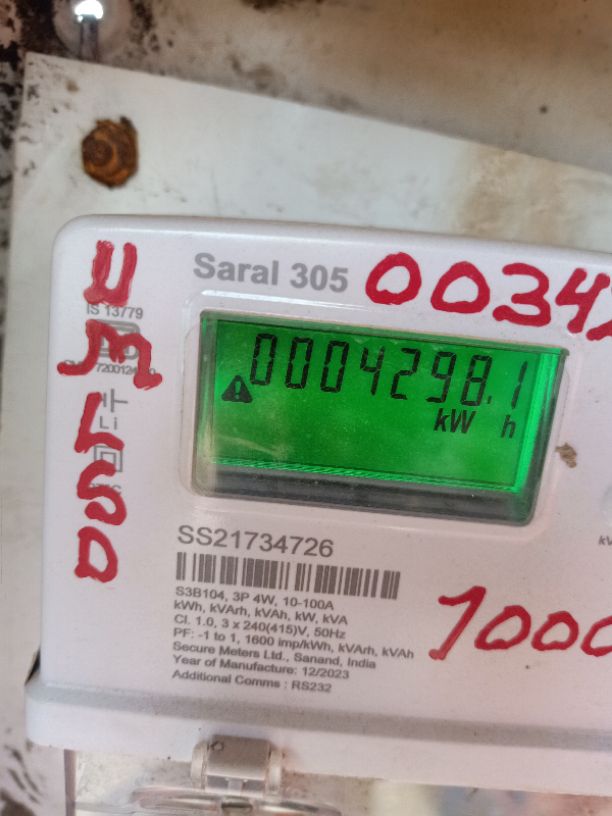 Saral 305
0034
IS 13779
00004298.1
kW h
SS21734726
S3B104, 3P 4W, 10-100A
kWh, kVArh, kVAh, kW, kVA
Cl. 1.0, 3 x 240(415)V, 50Hz
PF: -1 to 1, 1600 imp/kWh, kVArh, kVAh
Secure Meters Ltd., Sanand, India
Year of Manufacture: 12/2023
Additional Comms : RS232
1000